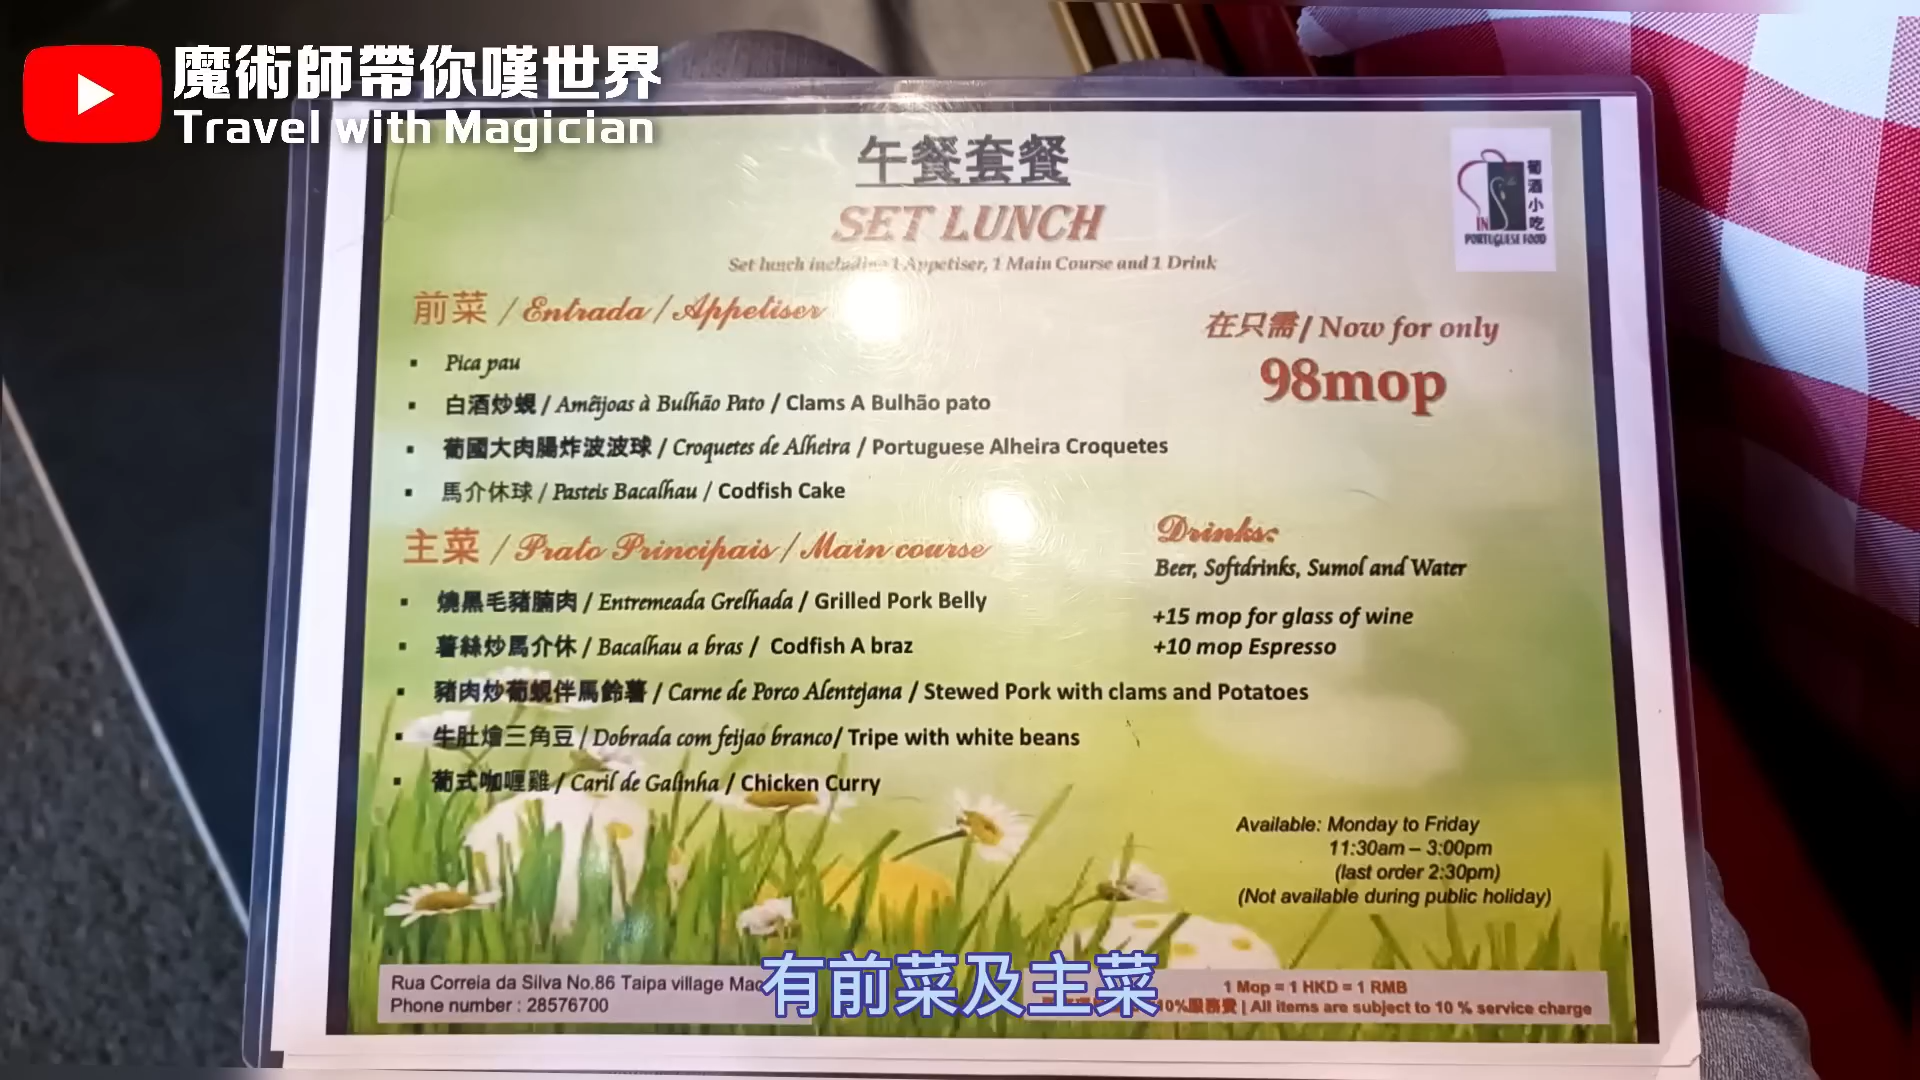 魔術師帶你嘆世界
Travel with Magician
午餐套餐
SET LUNCH
Set lunch including 1 Appetiser, 1 Main Course and 1 Drink
葡酒小吃
IN
PORTUGUESE FOOD
前菜 / Entrada / Appetiser
▪ Pica pau
▪ 白酒炒蜆 / Amêijoas à Bulhão Pato / Clams A Bulhão pato
▪ 葡國大肉腸炸波波球 / Croquetes de Alheira / Portuguese Alheira Croquetes
▪ 馬介休球 / Pasteis Bacalhau / Codfish Cake
在只需 / Now for only
98mop
主菜 / Prato Principais / Main course
▪ 燒黑毛豬腩肉 / Entremeada Grelhada / Grilled Pork Belly
▪ 薯絲炒馬介休 / Bacalhau a bras / Codfish A braz
▪ 豬肉炒葡蜆伴馬鈴薯 / Carne de Porco Alentejana / Stewed Pork with clams and Potatoes
▪ 牛肚燴三角豆 / Dobrada com feijao branco/ Tripe with white beans
▪ 葡式咖喱雞 / Caril de Galinha / Chicken Curry
Drinks:
Beer, Softdrinks, Sumol and Water
+15 mop for glass of wine
+10 mop Espresso
Available: Monday to Friday
11:30am – 3:00pm
(last order 2:30pm)
(Not available during public holiday)
Rua Correia da Silva No.86 Taipa village
Phone number : 28576700
1 Mop = 1 HKD = 1 RMB
10%服務費 | All items are subject to 10 % service charge
有前菜及主菜